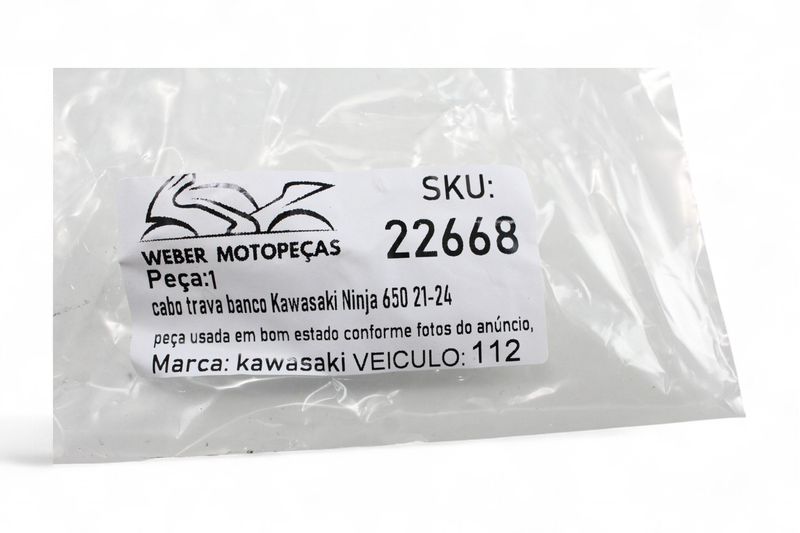 SKU:
22668
WEBER MOTOPEÇAS
Peça:1
cabo trava banco Kawasaki Ninja 650 21-24
peça usada em bom estado conforme fotos do anúncio,
Marca: kawasaki VEICULO: 112